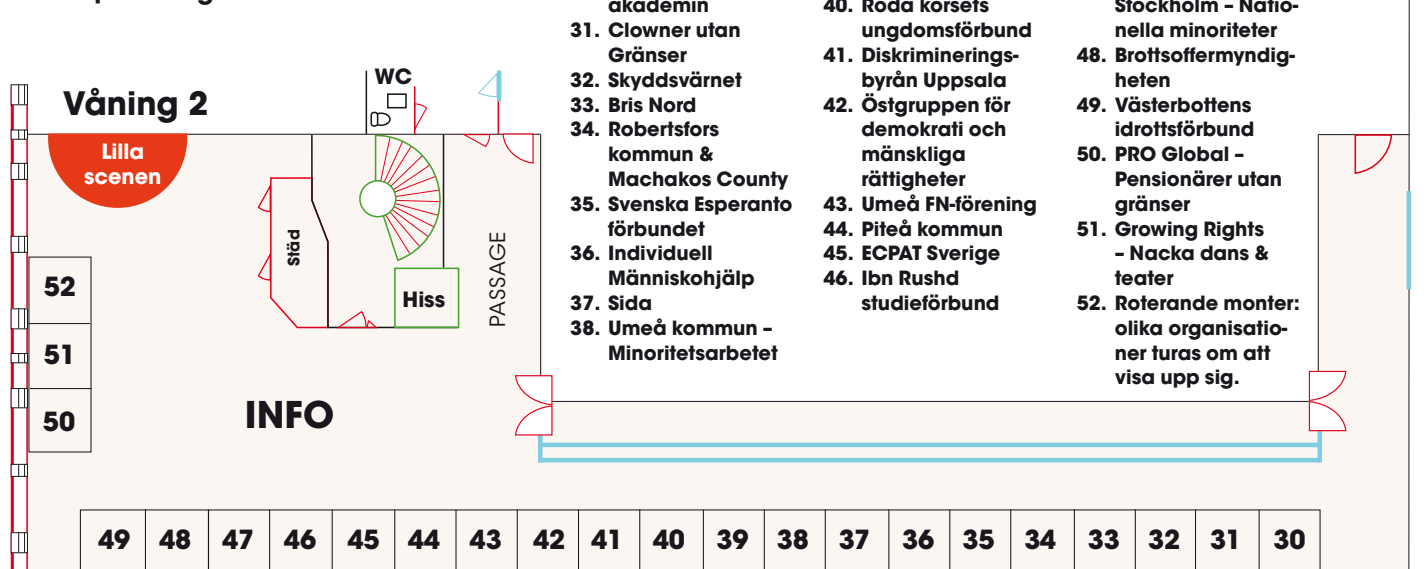 akademin
31. Clowner utan
Gränser
32. Skyddsvärnet
33. Bris Nord
34. Robertsfors
kommun &
Machakos County
35. Svenska Esperanto
förbundet
36. Individuell
Människohjälp
37. Sida
38. Umeå kommun –
Minoritetsarbetet
40. Röda korsets
ungdomsförbund
41. Diskriminerings-
byrån Uppsala
42. Östgruppen för
demokrati och
mänskliga
rättigheter
43. Umeå FN-förening
44. Piteå kommun
45. ECPAT Sverige
46. Ibn Rushd
studieförbund
Stockholm – Natio-
nella minoriteter
48. Brottsoffermyndig-
heten
49. Västerbottens
idrottsförbund
50. PRO Global –
Pensionärer utan
gränser
51. Growing Rights
– Nacka dans &
teater
52. Roterande monter:
olika organisatio-
ner turas om att
visa upp sig.
Våning 2
WC
Lilla
scenen
Städ
Hiss
PASSAGE
52
51
50
INFO
49 48 47 46 45 44 43 42 41 40 39 38 37 36 35 34 33 32 31 30